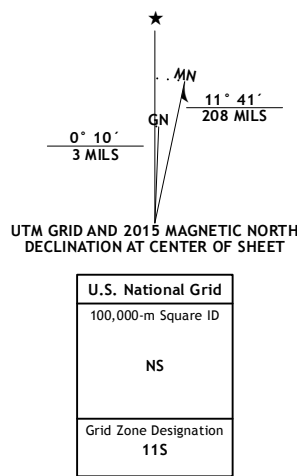 ★
MN
GN
11° 41´
208 MILS
0° 10´
3 MILS
UTM GRID AND 2015 MAGNETIC NORTH
DECLINATION AT CENTER OF SHEET
U.S. National Grid
100,000-m Square ID
NS
Grid Zone Designation
11S